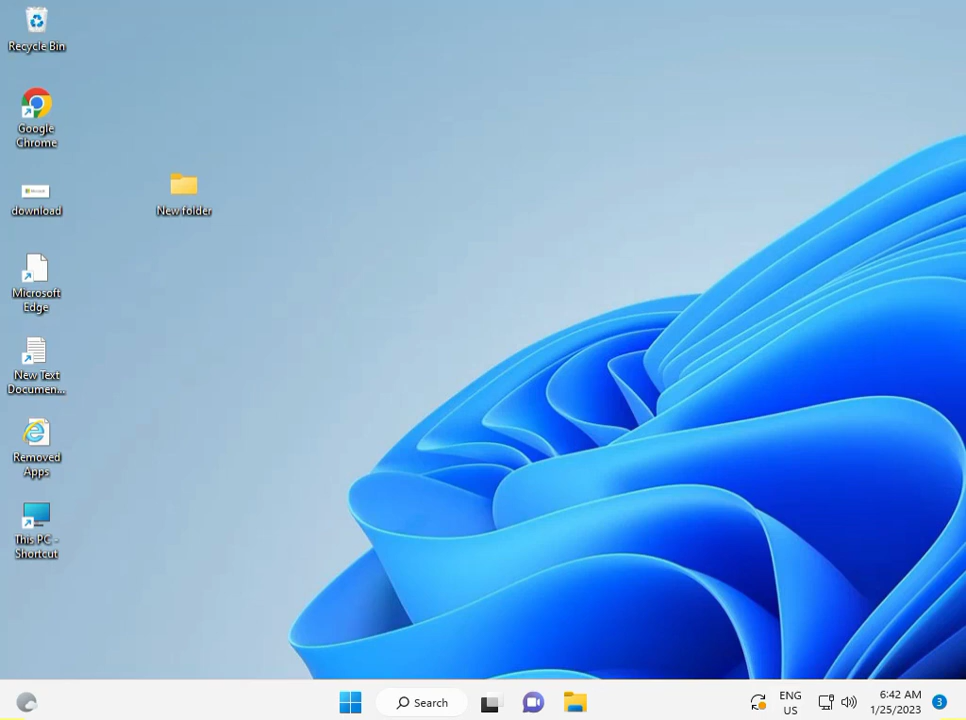 Recycle Bin
Google
Chrome
download
New folder
Microsoft
Edge
New Text
Documen...
Removed
Apps
This PC -
Shortcut
Search
ENG
US
6:42 AM
1/25/2023
3